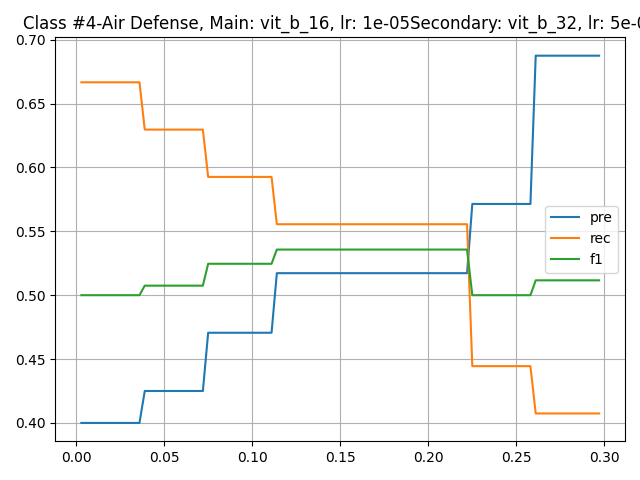 Class #4-Air Defense, Main: vit_b_16, lr: 1e-05Secondary: vit_b_32, lr: 5e-0
0.70
0.65
0.60
0.55
0.50
0.45
0.40
pre
rec
f1
0.00 0.05 0.10 0.15 0.20 0.25 0.30